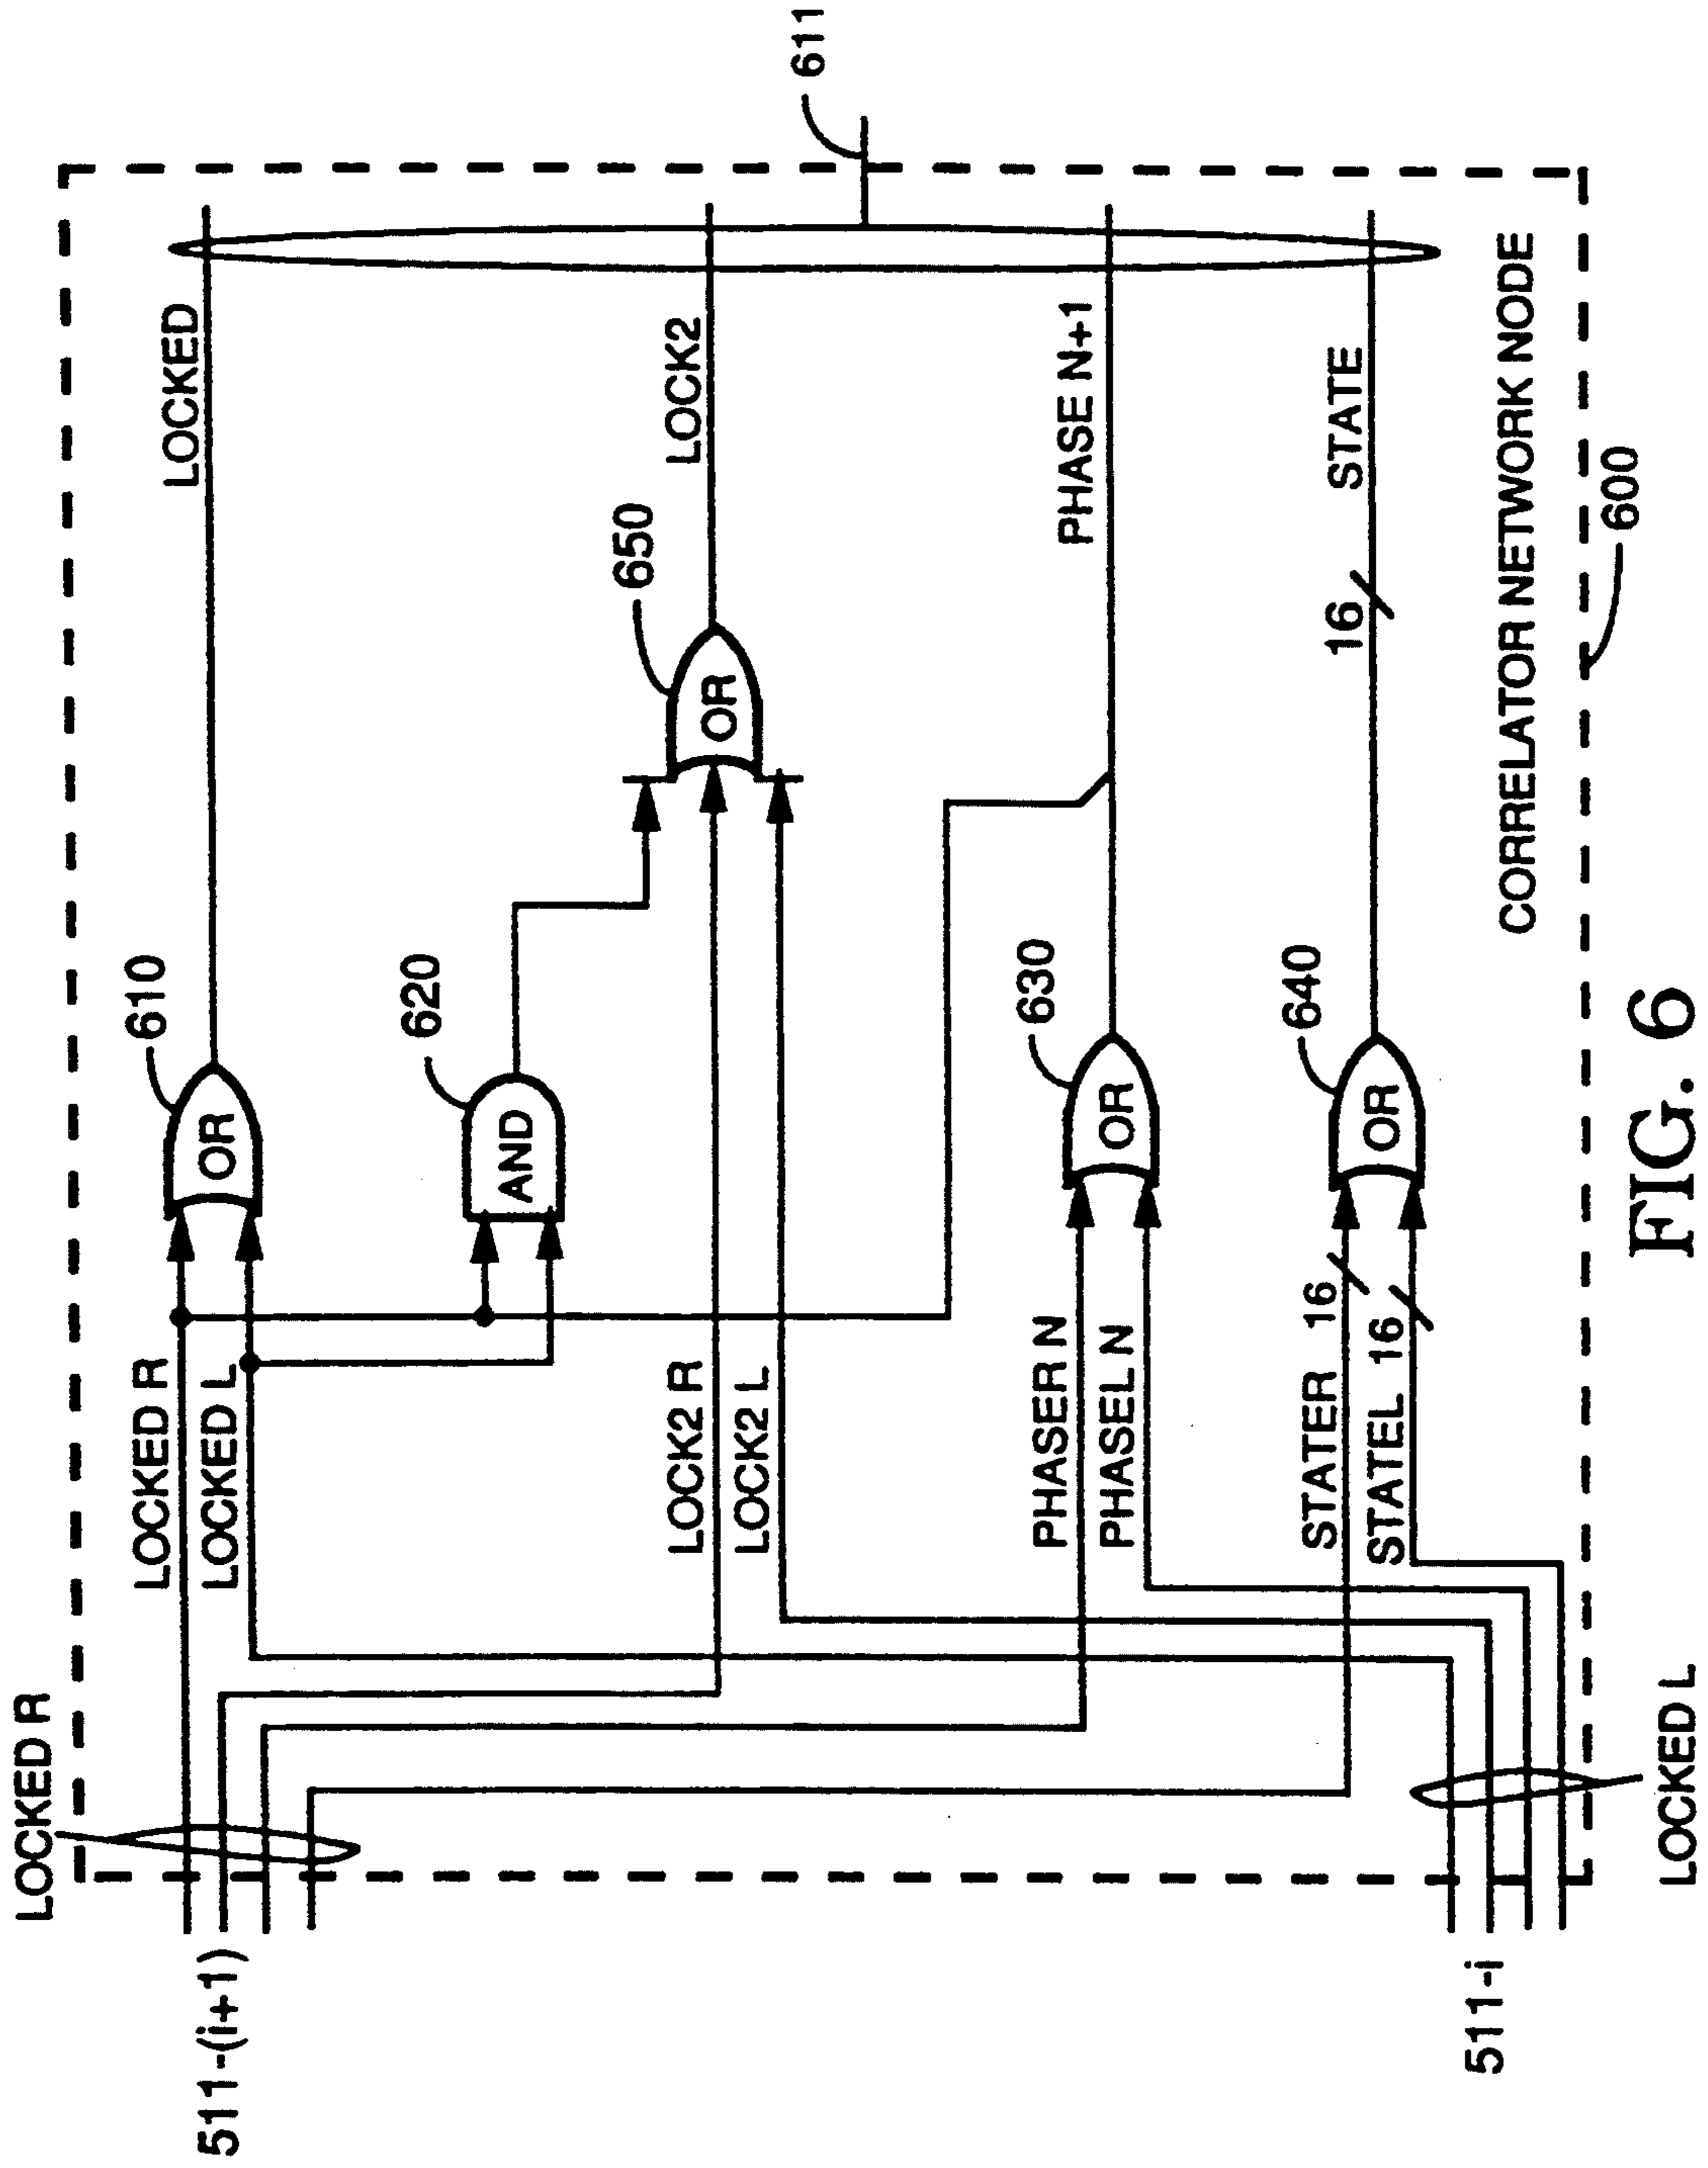 LOCKED R
511-(i+1)
LOCKED R
LOCKED L
610
OR
LOCKED
611
620
AND
LOCK2 R
LOCK2 L
650
OR
LOCK2
PHASER N
PHASEL N
630
OR
PHASE N+1
STATER 16
STATEL 16
640
OR
16
STATE
511-i
CORRELATOR NETWORK NODE
600
LOCKED L
FIG. 6